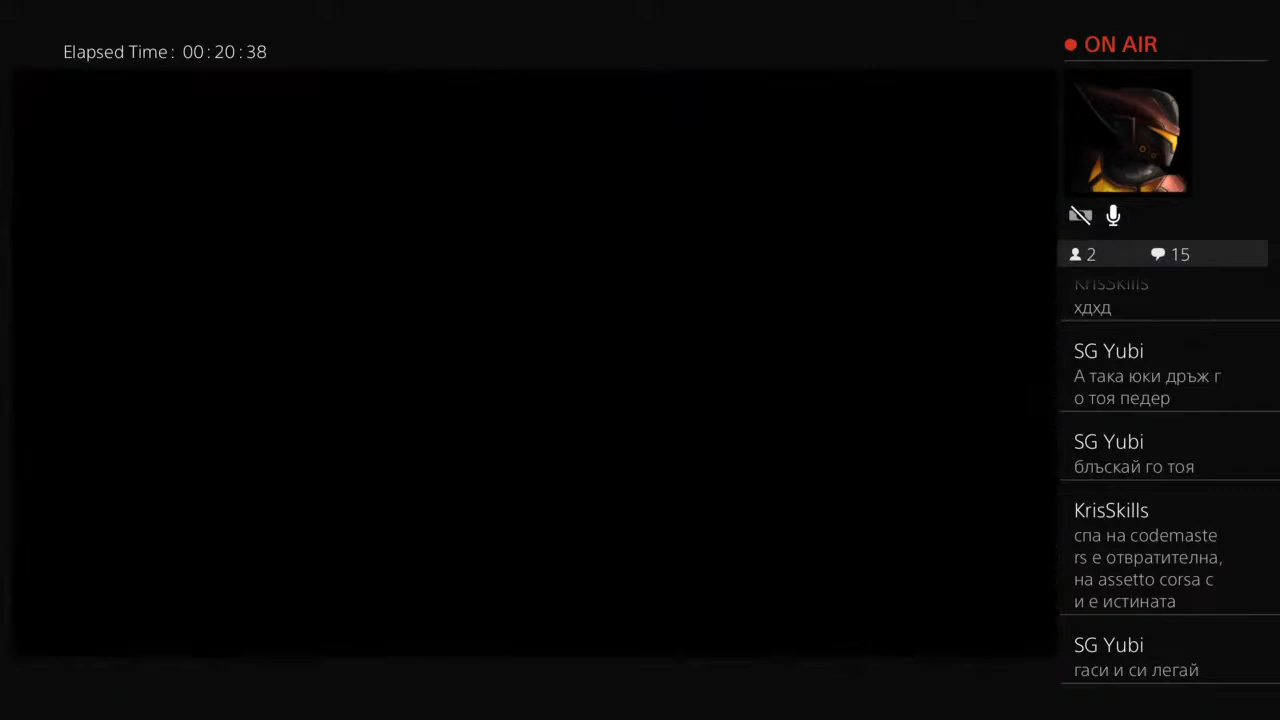 Elapsed Time: 00:20:38
ON AIR
2 15
KrisSkills
хдхд
SG Yubi
А така юки дръж г
о тоя педер
SG Yubi
блъскай го тоя
KrisSkills
спа на codemaste
rs е отвратителна,
на assetto corsa с
и е истината
SG Yubi
гаси и си легай